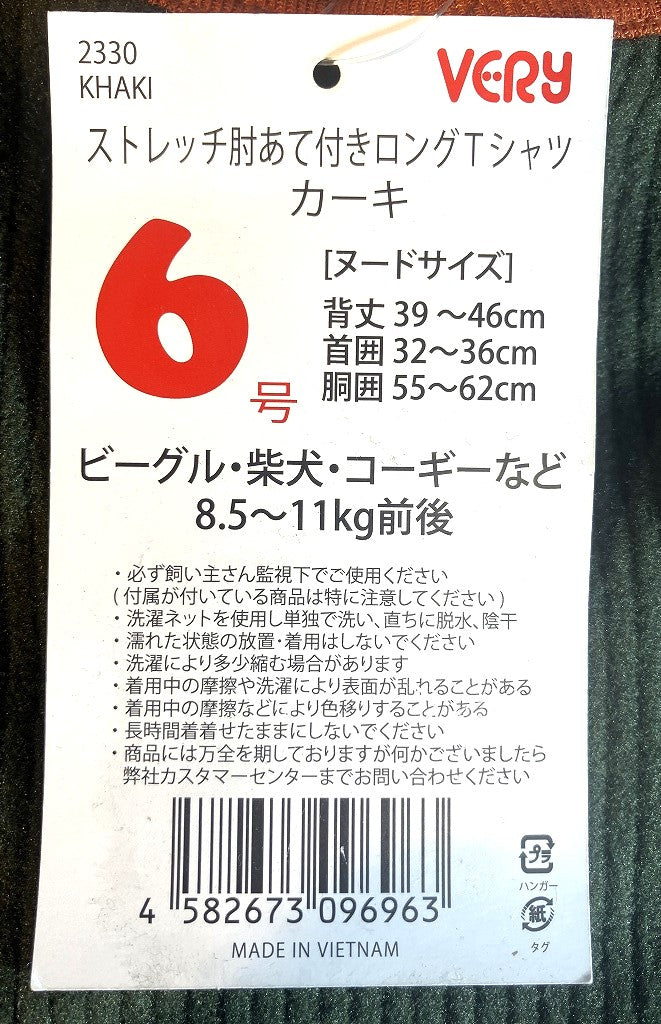 2330
KHAKI
VERY
ストレッチ肘あて付きロングTシャツ
カーキ
6号
[ヌードサイズ]
背丈 39 〜46cm
首囲 32〜36cm
胴囲 55〜62cm
ビーグル・柴犬・コーギーなど
8.5〜11kg前後
・必ず飼い主さん監視下でご使用ください
(付属が付いている商品は特に注意してください)
・洗濯ネットを使用し単独で洗い、直ちに脱水、陰干
・濡れた状態の放置・着用はしないでください
・洗濯により多少縮む場合があります
・着用中の摩擦や洗濯により表面が乱れることがある
・着用中の摩擦などにより色移りすることがある
・長時間着着せたままにしないでください
・商品には万全を期しておりますが何かございましたら
弊社カスタマーセンターまでお問い合わせください
4 582673 096963
MADE IN VIETNAM
プラ
ハンガー
紙
タグ